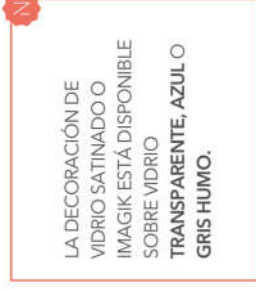 LA DECORACIÓN DE
VIDRIO SATINADO O
IMAGIK ESTÁ DISPONIBLE
SOBRE VIDRIO
TRANSPARENTE, AZUL O
GRIS HUMO.